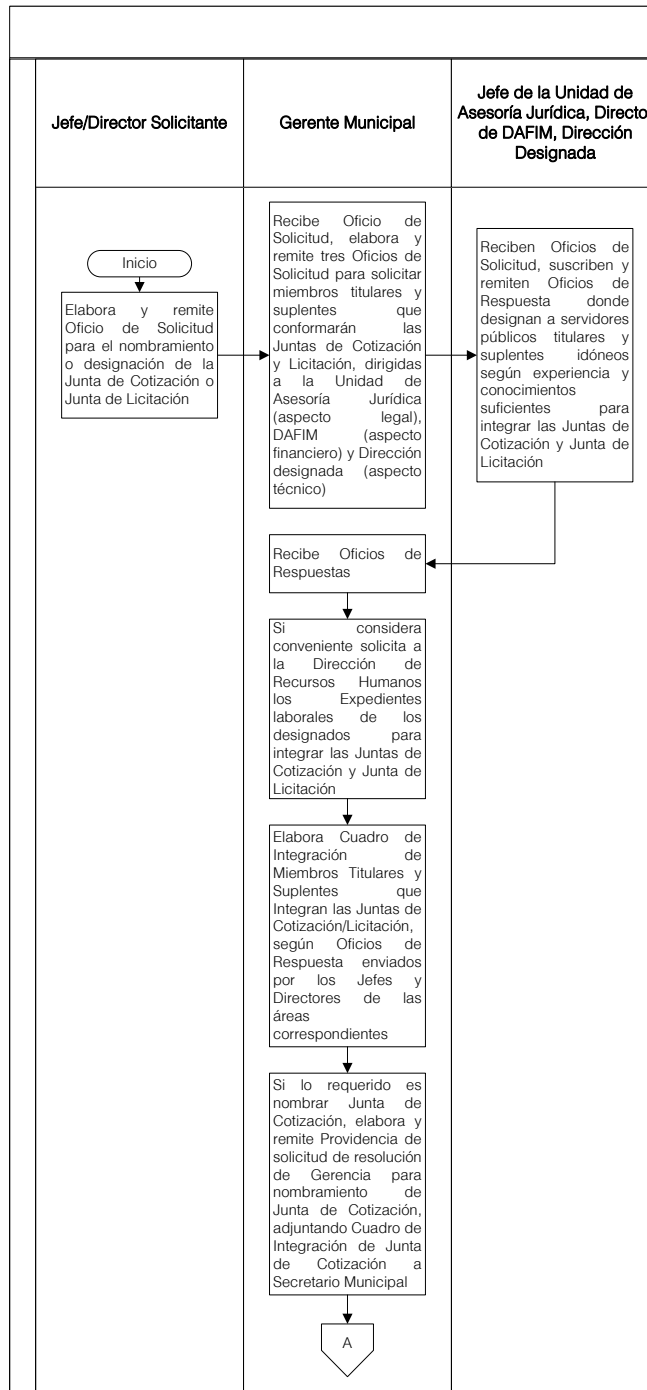 Jefe/Director Solicitante
Gerente Municipal
Jefe de la Unidad de
Asesoría Jurídica, Directo
de DAFIM, Dirección
Designada
Inicio
Elabora y remite
Oficio de Solicitud
para el nombramiento
o designación de la
Junta de Cotización o
Junta de Licitación
Recibe Oficio de
Solicitud, elabora y
remite tres Oficios de
Solicitud para solicitar
miembros titulares y
suplentes que
conformarán las
Juntas de Cotización
y Licitación, dirigidas
a la Unidad de
Asesoría Jurídica
(aspecto legal),
DAFIM (aspecto
financiero) y Dirección
designada (aspecto
técnico)
Reciben Oficios de
Solicitud, suscriben y
remiten Oficios de
Respuesta donde
designan a servidores
públicos titulares y
suplentes idóneos
según experiencia y
conocimientos
suficientes para
integrar las Juntas de
Cotización y Junta de
Licitación
Recibe Oficios de
Respuestas
Si considera
conveniente solicita a
la Dirección de
Recursos Humanos
los Expedientes
laborales de los
designados para
integrar las Juntas de
Cotización y Junta de
Licitación
Elabora Cuadro de
Integración de
Miembros Titulares y
Suplentes que
Integran las Juntas de
Cotización/Licitación,
según Oficios de
Respuesta enviados
por los Jefes y
Directores de las
áreas
correspondientes
Si lo requerido es
nombrar Junta de
Cotización, elabora y
remite Providencia de
solicitud de resolución
de Gerencia para
nombramiento de
Junta de Cotización,
adjuntando Cuadro de
Integración de Junta
de Cotización a
Secretario Municipal
A